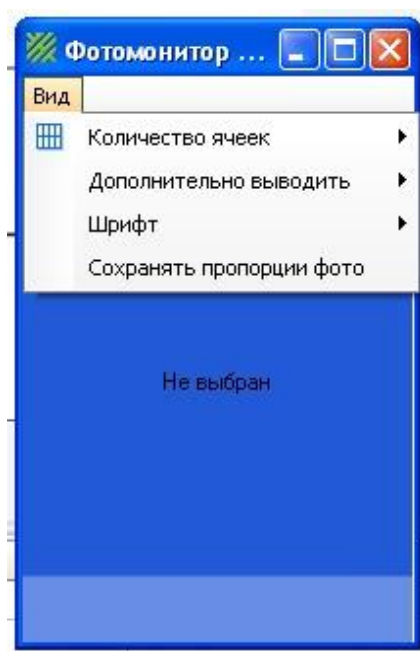 Фотомонитор ...
Вид
Количество ячеек
Дополнительно выводить
Шрифт
Сохранять пропорции фото
Не выбран